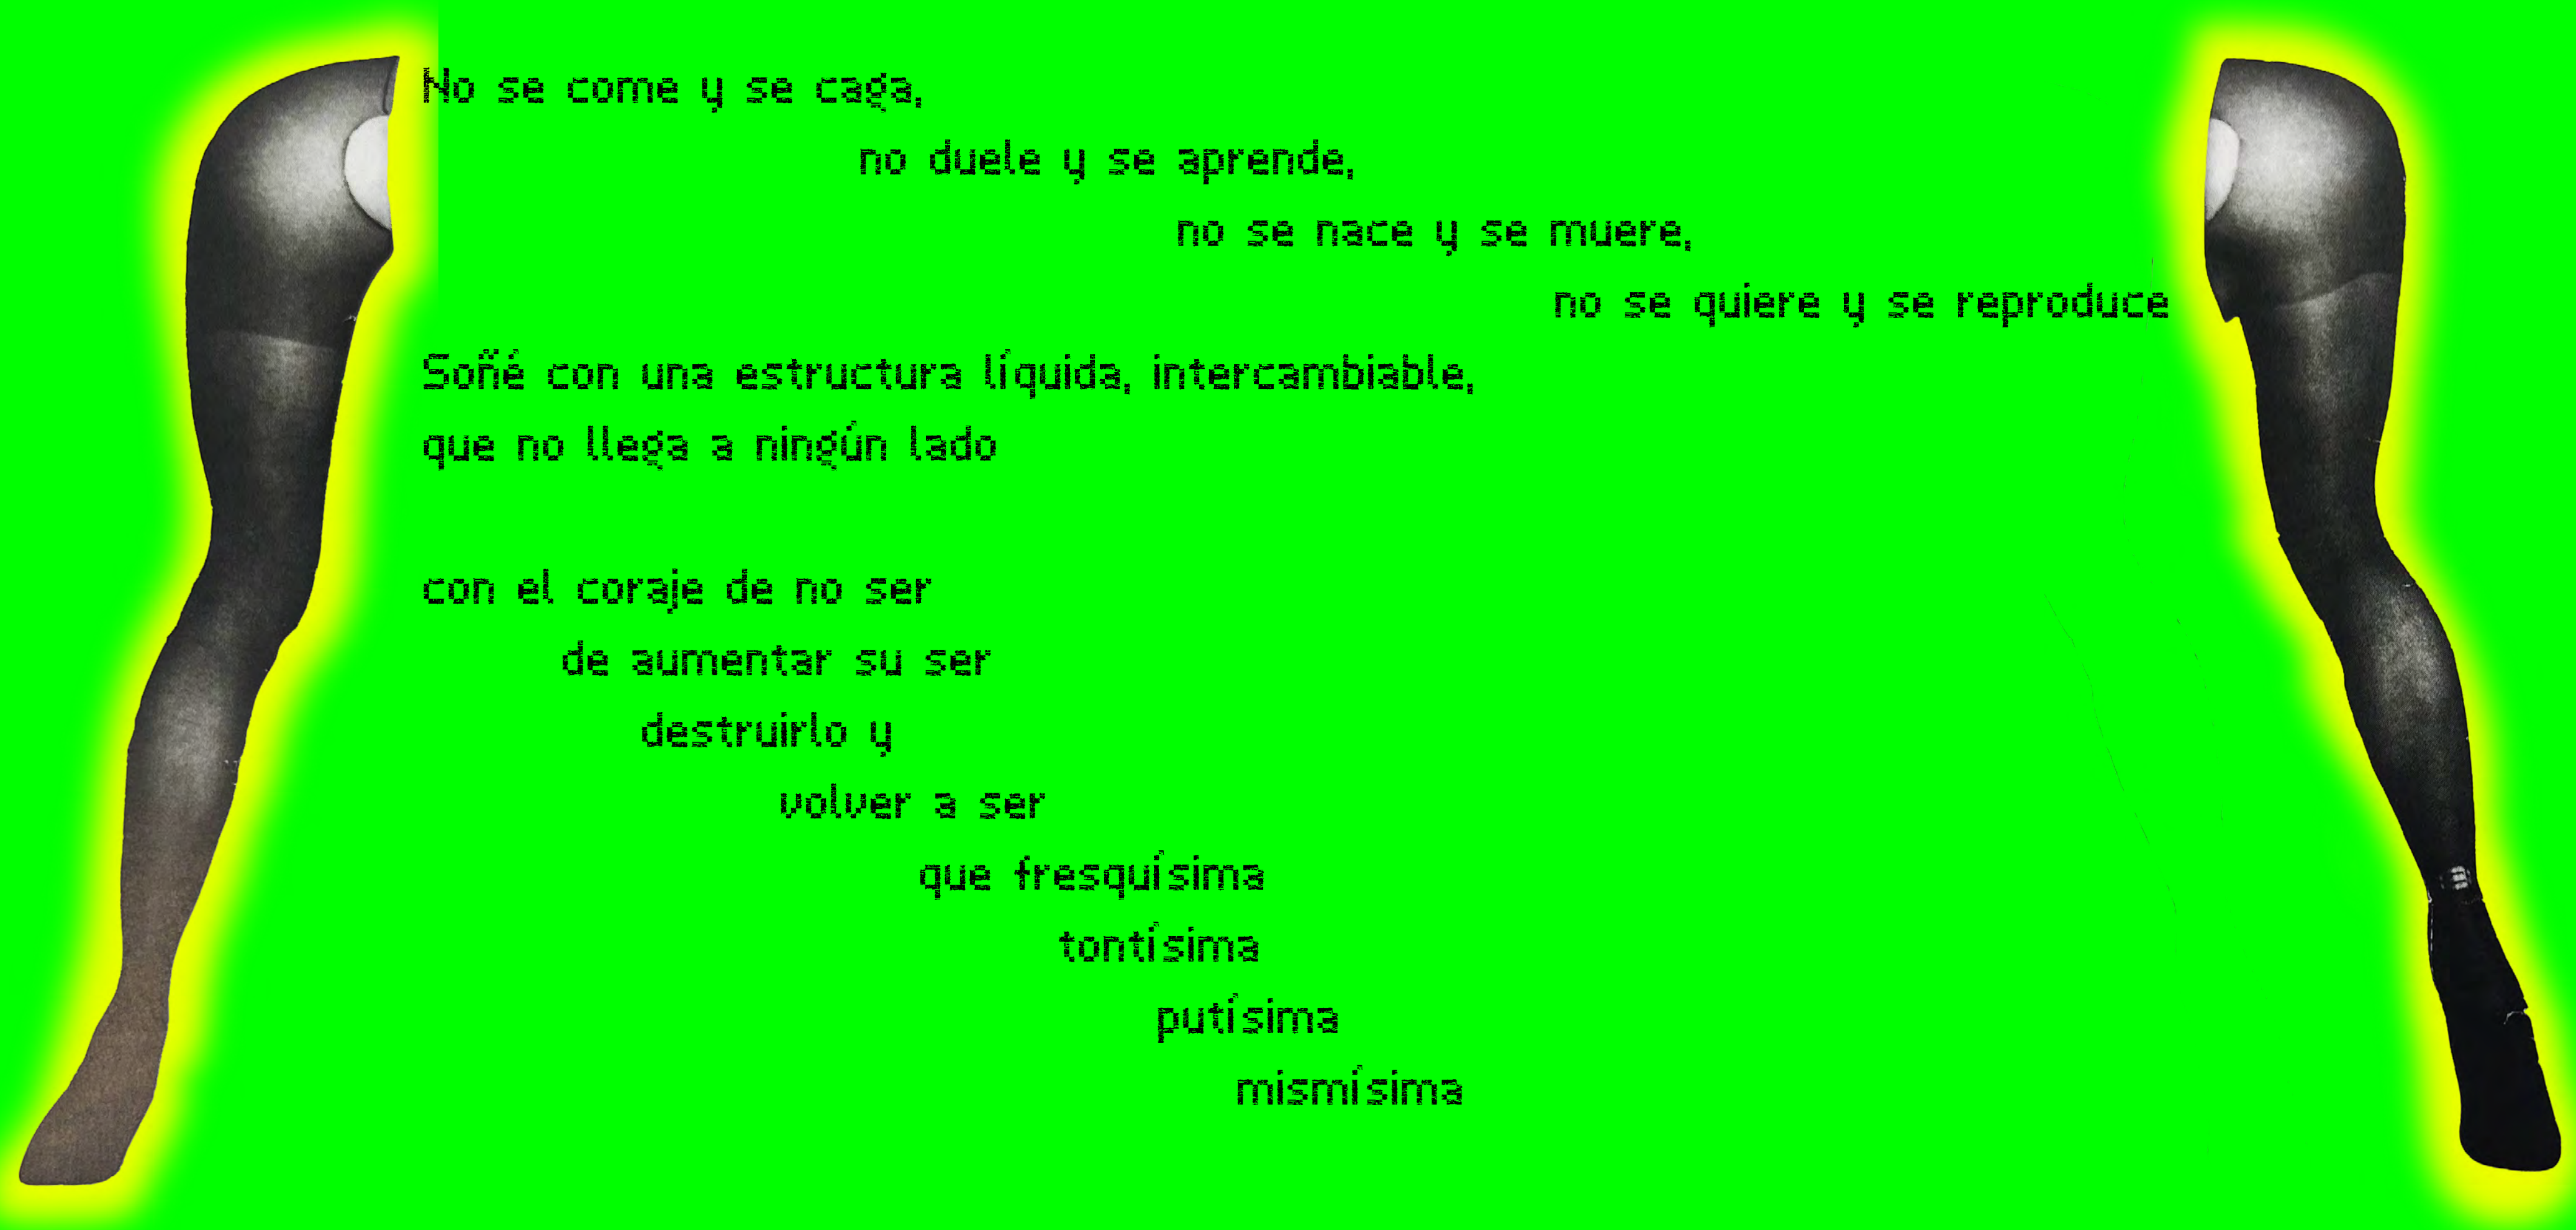 No se come y se caga,
no duele y se aprende,
no se nace y se muere,
no se quiere y se reproduce
Soñé con una estructura líquida, intercambiable,
que no llega a ningún lado
con el coraje de no ser
de aumentar su ser
destruirlo y
volver a ser
que fresquísima
tontísima
putísima
mismísima